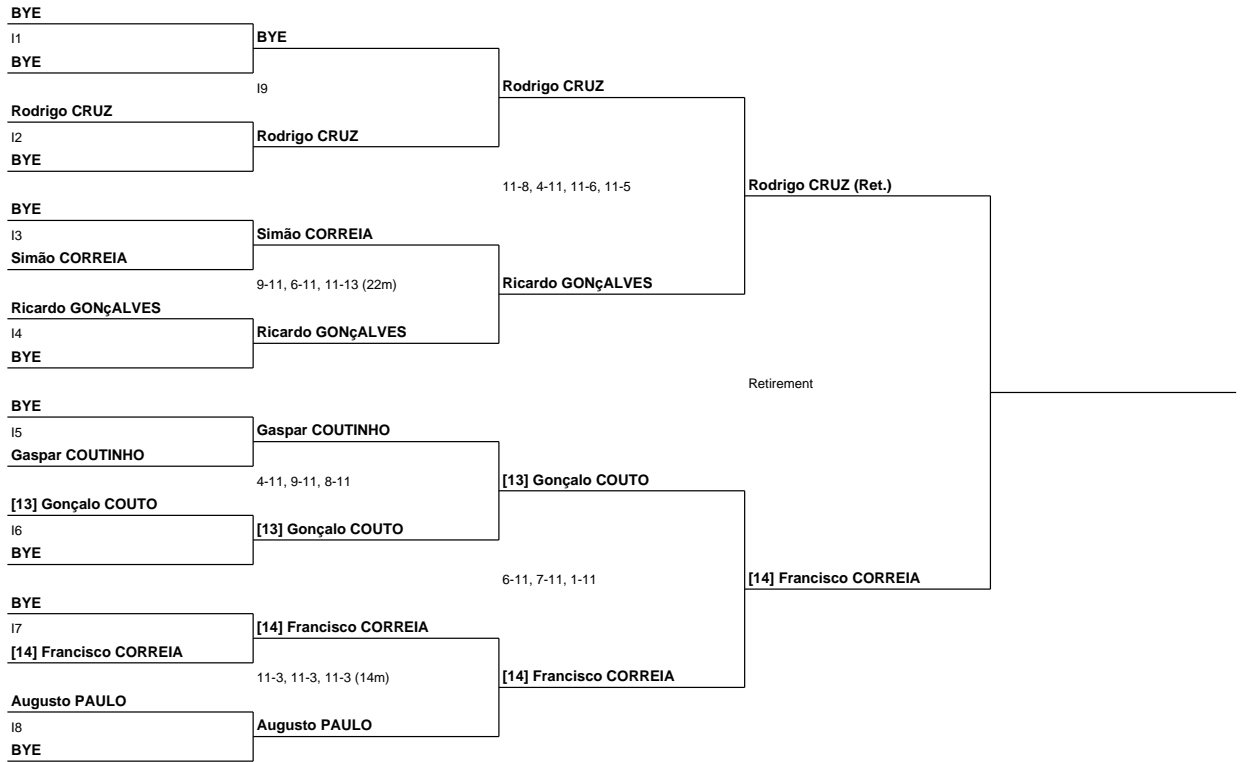 BYE
I1
BYE
Rodrigo CRUZ
I2
BYE
BYE
I3
Simão CORREIA
Ricardo GONçALVES
I4
BYE
BYE
I5
Gaspar COUTINHO
[13] Gonçalo COUTO
I6
BYE
BYE
I7
[14] Francisco CORREIA
Augusto PAULO
I8
BYE
BYE
I9
Rodrigo CRUZ
Simão CORREIA
9-11, 6-11, 11-13 (22m)
Ricardo GONçALVES
Gaspar COUTINHO
4-11, 9-11, 8-11
[13] Gonçalo COUTO
[14] Francisco CORREIA
11-3, 11-3, 11-3 (14m)
Augusto PAULO
Rodrigo CRUZ
11-8, 4-11, 11-6, 11-5
Ricardo GONçALVES
[13] Gonçalo COUTO
6-11, 7-11, 1-11
[14] Francisco CORREIA
Rodrigo CRUZ (Ret.)
Retirement
[14] Francisco CORREIA